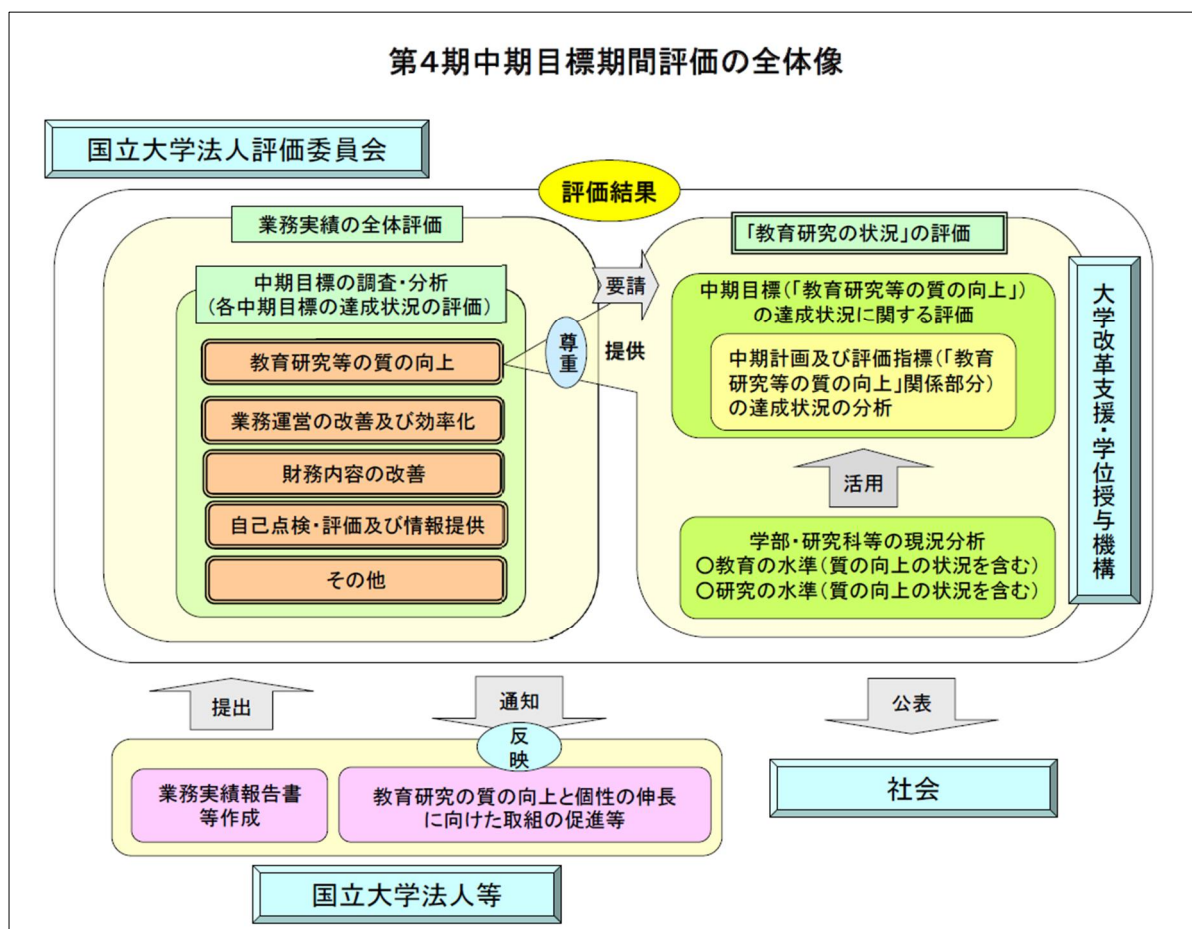 第4期中期目標期間評価の全体像
国立大学法人評価委員会
評価結果
業務実績の全体評価
中期目標の調査・分析
(各中期目標の達成状況の評価)
教育研究等の質の向上
業務運営の改善及び効率化
財務内容の改善
自己点検・評価及び情報提供
その他
要請
尊重
提供
「教育研究の状況」の評価
中期目標(「教育研究等の質の向上」)
の達成状況に関する評価
中期計画及び評価指標(「教育
研究等の質の向上」関係部分)
の達成状況の分析
活用
学部・研究科等の現況分析
〇教育の水準(質の向上の状況を含む)
〇研究の水準(質の向上の状況を含む)
大学改革支援・学位授与機構
提出
通知
反映
公表
業務実績報告書
等作成
教育研究の質の向上と個性の伸長
に向けた取組の促進等
社会
国立大学法人等